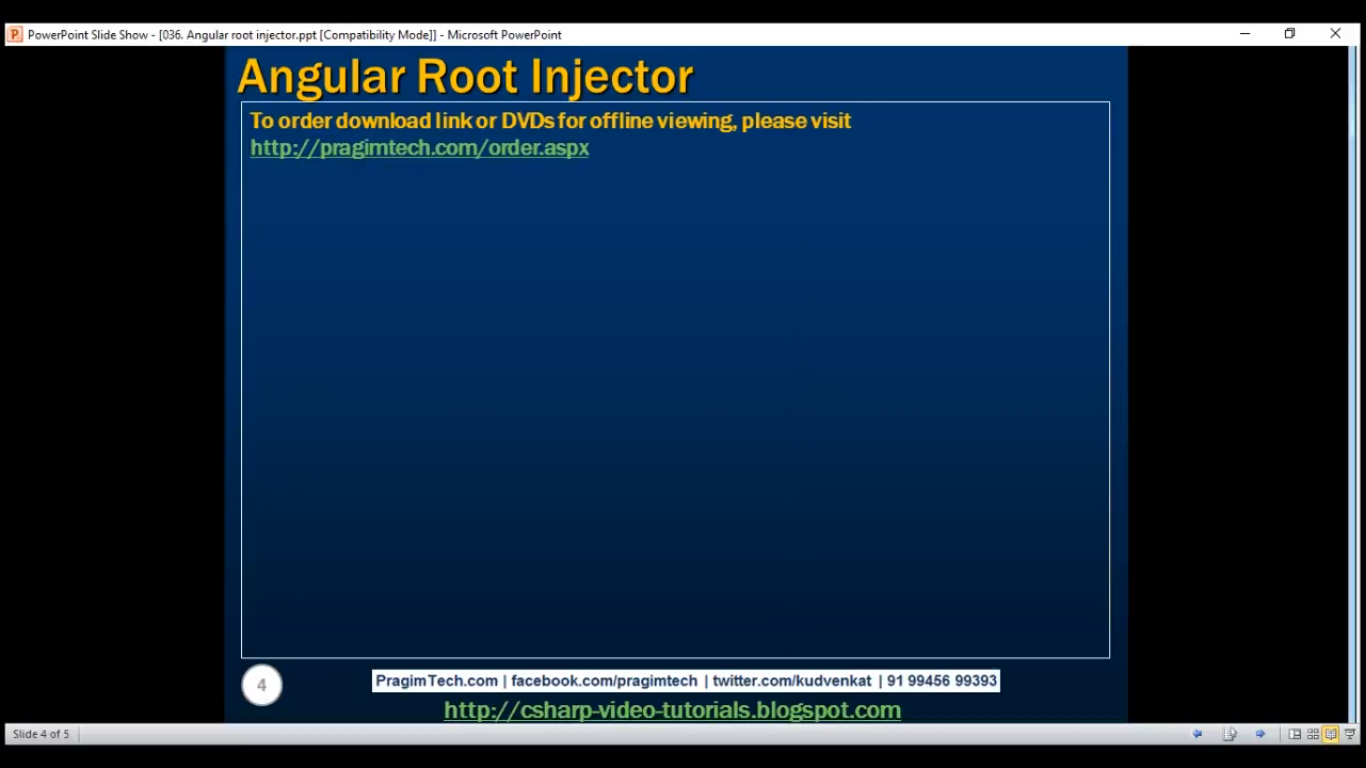 PowerPoint Slide Show - [036. Angular root injector.ppt [Compatibility Mode]] - Microsoft PowerPoint
Angular Root Injector
To order download link or DVDs for offline viewing, please visit
http://pragimtech.com/order.aspx
4
PragimTech.com | facebook.com/pragimtech | twitter.com/kudvenkat | 91 99456 99393
http://csharp-video-tutorials.blogspot.com
Slide 4 of 5